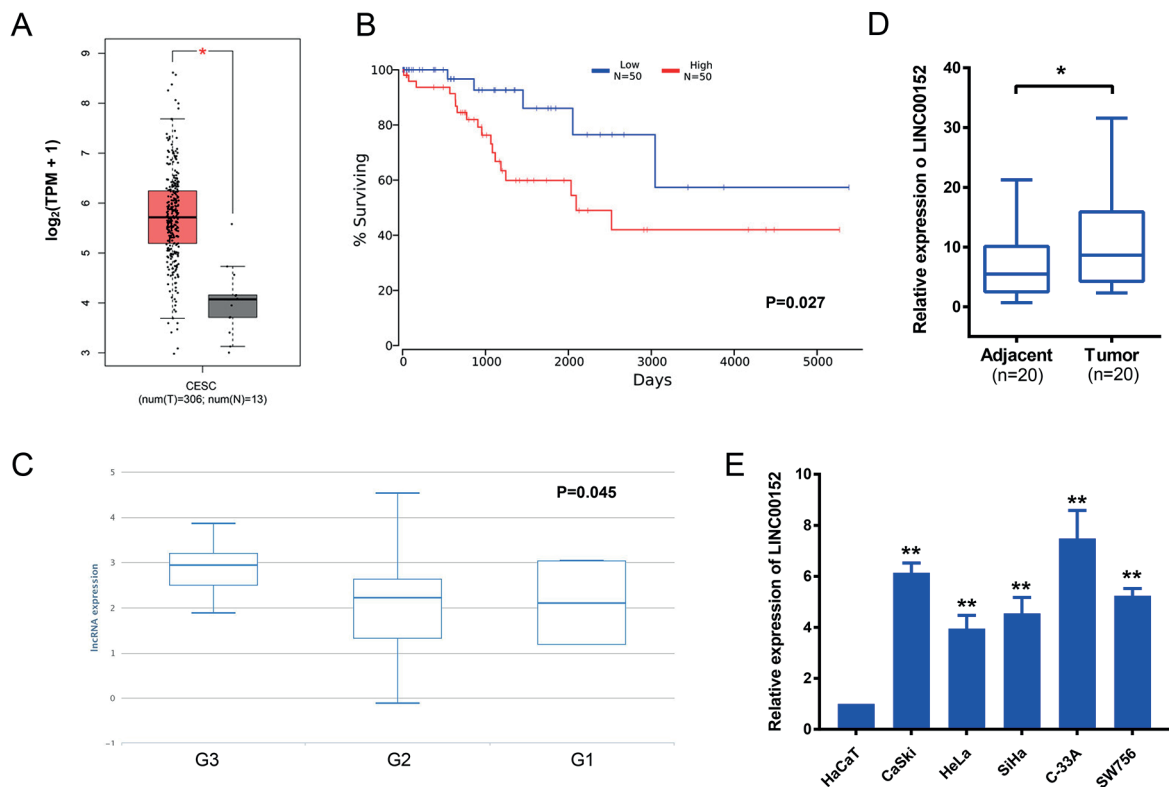 A
log₂(TPM + 1)
9
8
7
6
5
4
3
*
CESC
(num(T)=306; num(N)=13)
B
% Surviving
100
80
60
40
20
0
Low
N=50
High
N=50
P=0.027
0
1000
2000
3000
4000
5000
Days
C
lncRNA expression
5
4
3
2
1
0
−1
P=0.045
G3
G2
G1
D
Relative expression o LINC00152
40
30
20
10
0
*
Adjacent
(n=20)
Tumor
(n=20)
E
Relative expression of LINC00152
10
8
6
4
2
0
**
**
**
**
**
HaCaT
CaSki
HeLa
SiHa
C-33A
SW756